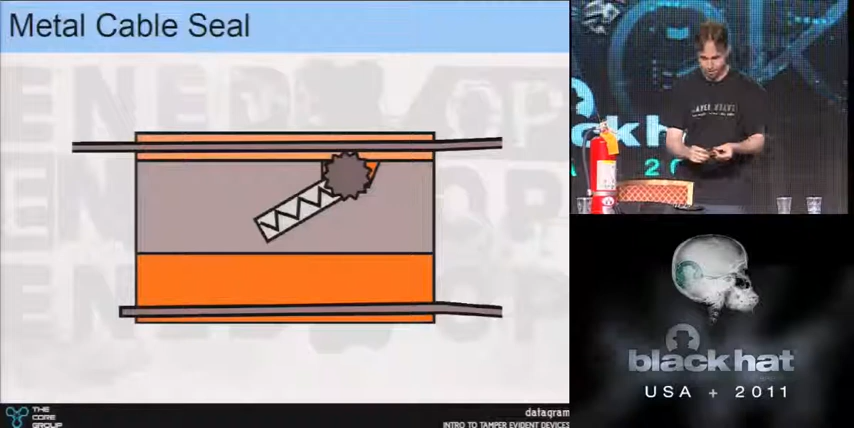 Metal Cable Seal
THE
CORE
GROUP
datagram
INTRO TO TAMPER EVIDENT DEVICES
black hat
USA + 2011